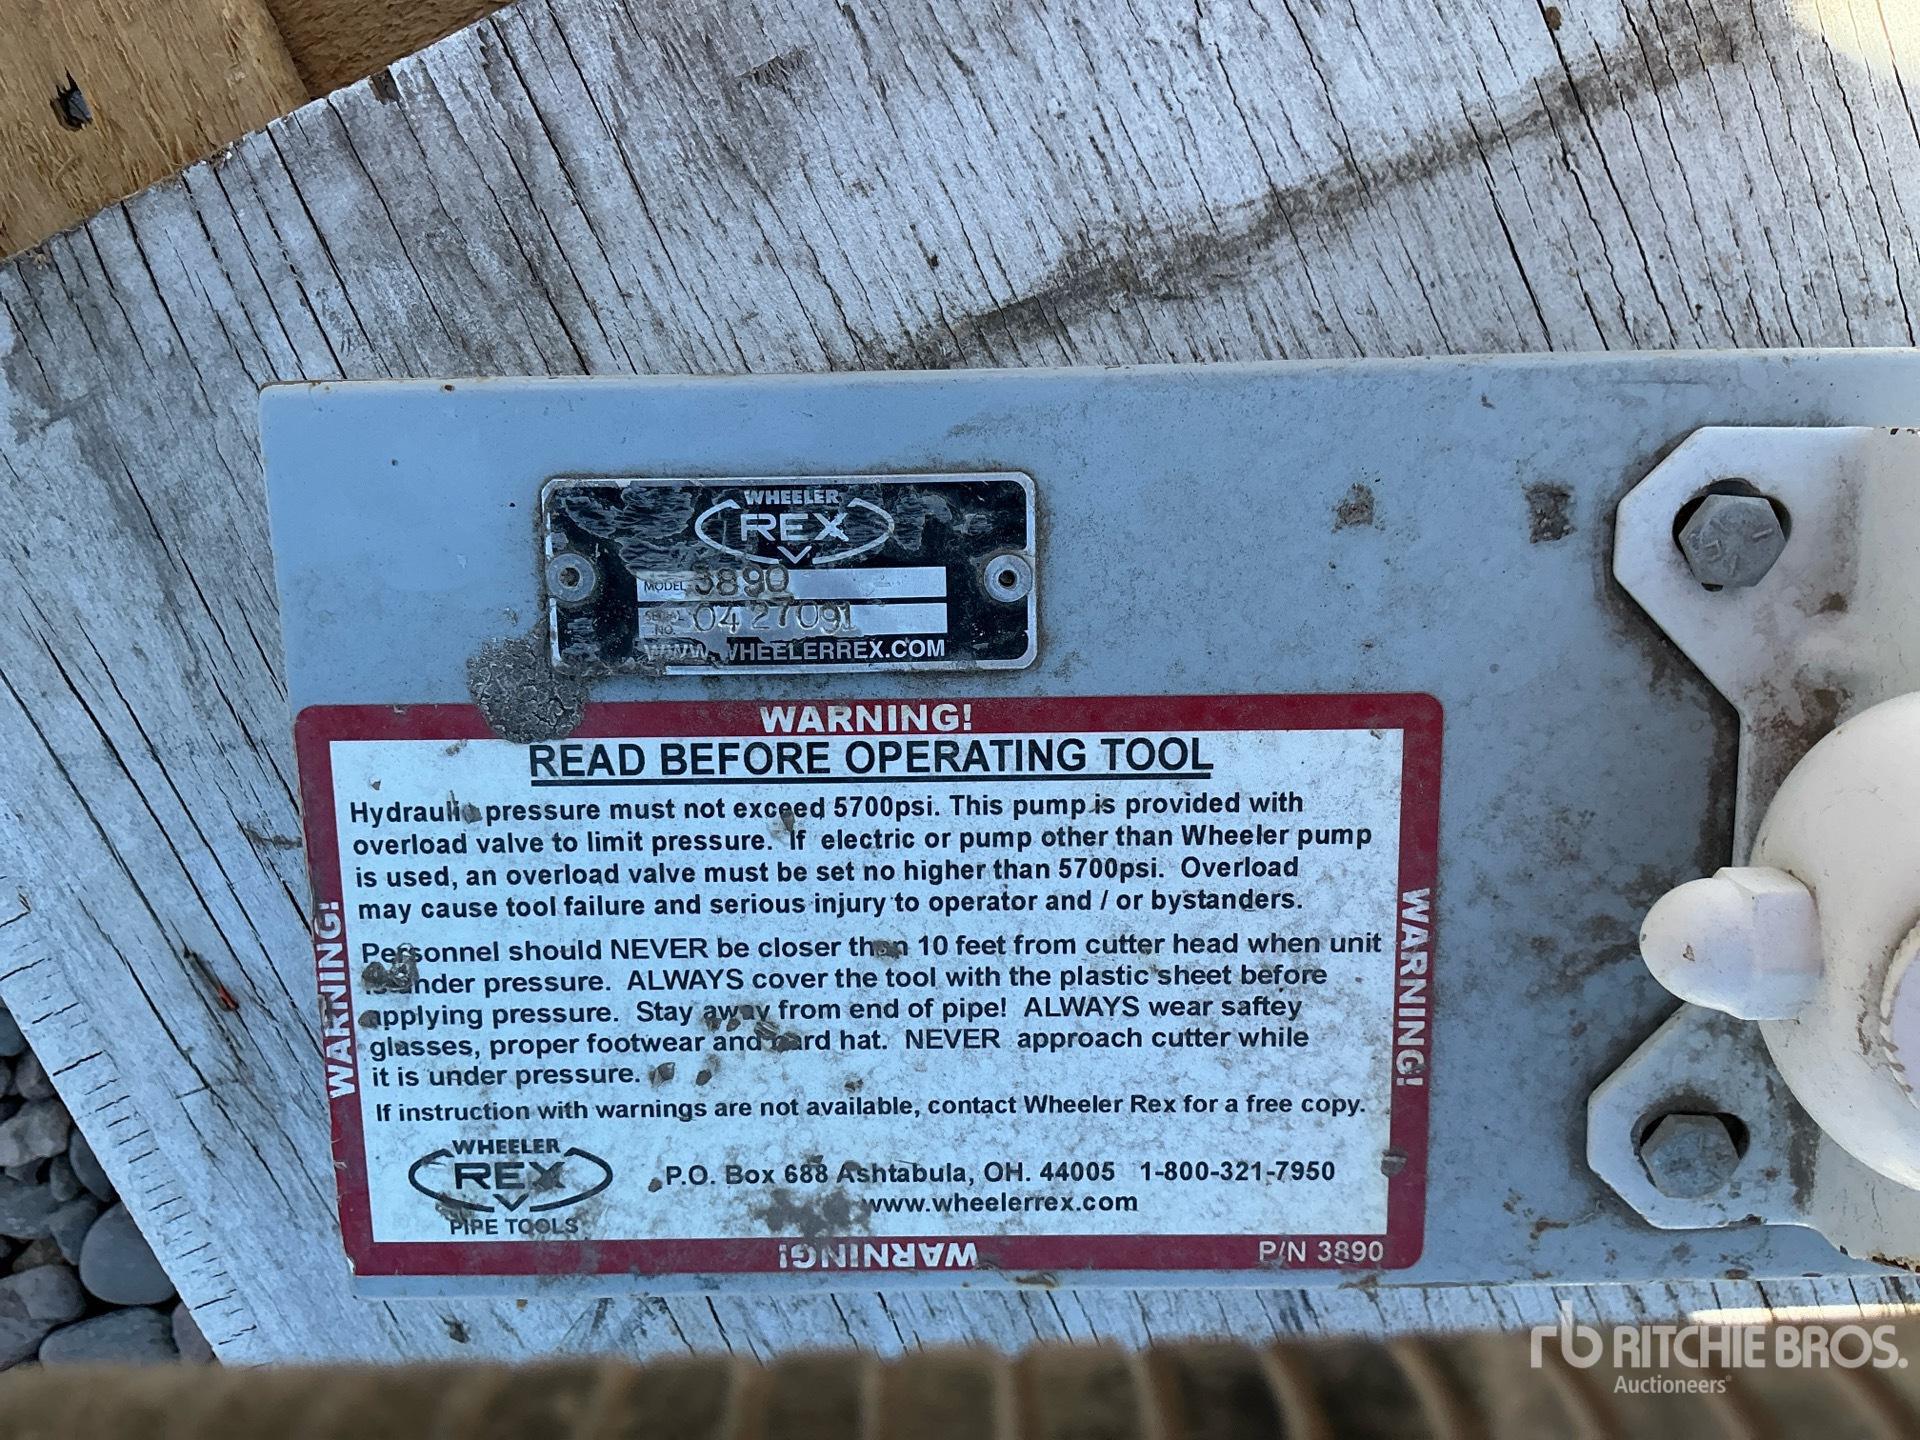 WHEELER
REX
MODEL 3890
SERIAL NO. 0427091
WWW.WHEELERREX.COM
WARNING!
READ BEFORE OPERATING TOOL
Hydraulic pressure must not exceed 5700psi. This pump is provided with
overload valve to limit pressure. If electric or pump other than Wheeler pump
is used, an overload valve must be set no higher than 5700psi. Overload
may cause tool failure and serious injury to operator and / or bystanders.
Personnel should NEVER be closer than 10 feet from cutter head when unit
is under pressure. ALWAYS cover the tool with the plastic sheet before
applying pressure. Stay away from end of pipe! ALWAYS wear saftey
glasses, proper footwear and hard hat. NEVER approach cutter while
it is under pressure.
If instruction with warnings are not available, contact Wheeler Rex for a free copy.
WHEELER
REX
PIPE TOOLS
P.O. Box 688 Ashtabula, OH. 44005 1-800-321-7950
www.wheelerrex.com
WARNING!
WARNING!
WARNING!
P/N 3890
rb RITCHIE BROS.
Auctioneers